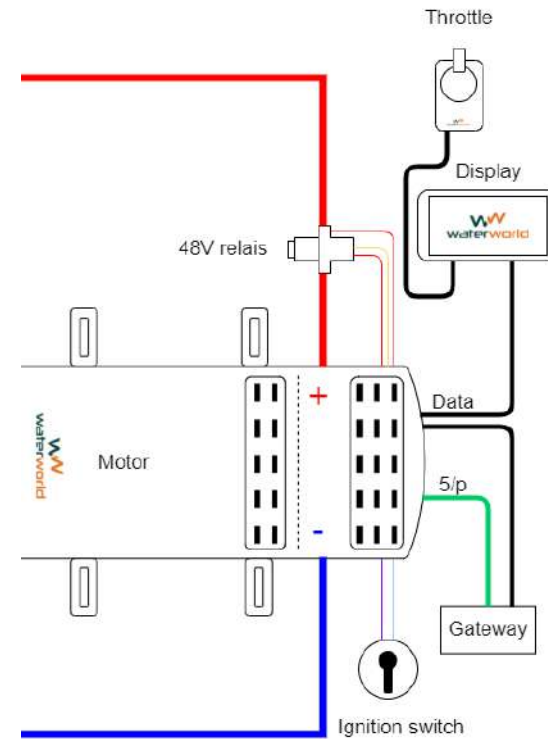 Throttle
Display
waterworld
48V relais
+
Data
waterworld
Motor
5/p
-
Gateway
Ignition switch